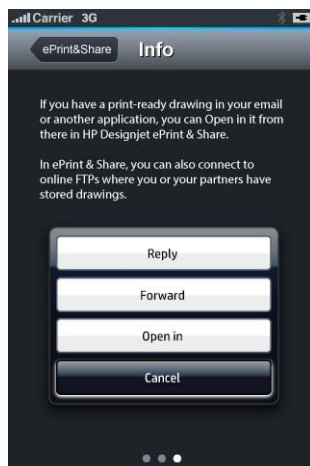 Carrier 3G
ePrint&Share
Info
If you have a print-ready drawing in your email
or another application, you can Open in it from
there in HP Designjet ePrint & Share.
In ePrint & Share, you can also connect to
online FTPs where you or your partners have
stored drawings.
Reply
Forward
Open in
Cancel